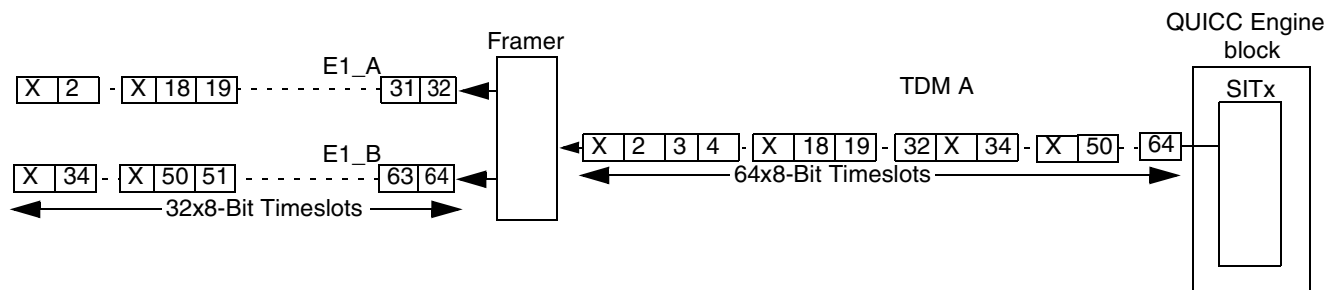 QUICC Engine
block
Framer
E1_A
TDM A
SITx
X 2 X 18 19 31 32
X 2 3 4 X 18 19 32 X 34 X 50 64
E1_B
64x8-Bit Timeslots
X 34 X 50 51 63 64
32x8-Bit Timeslots